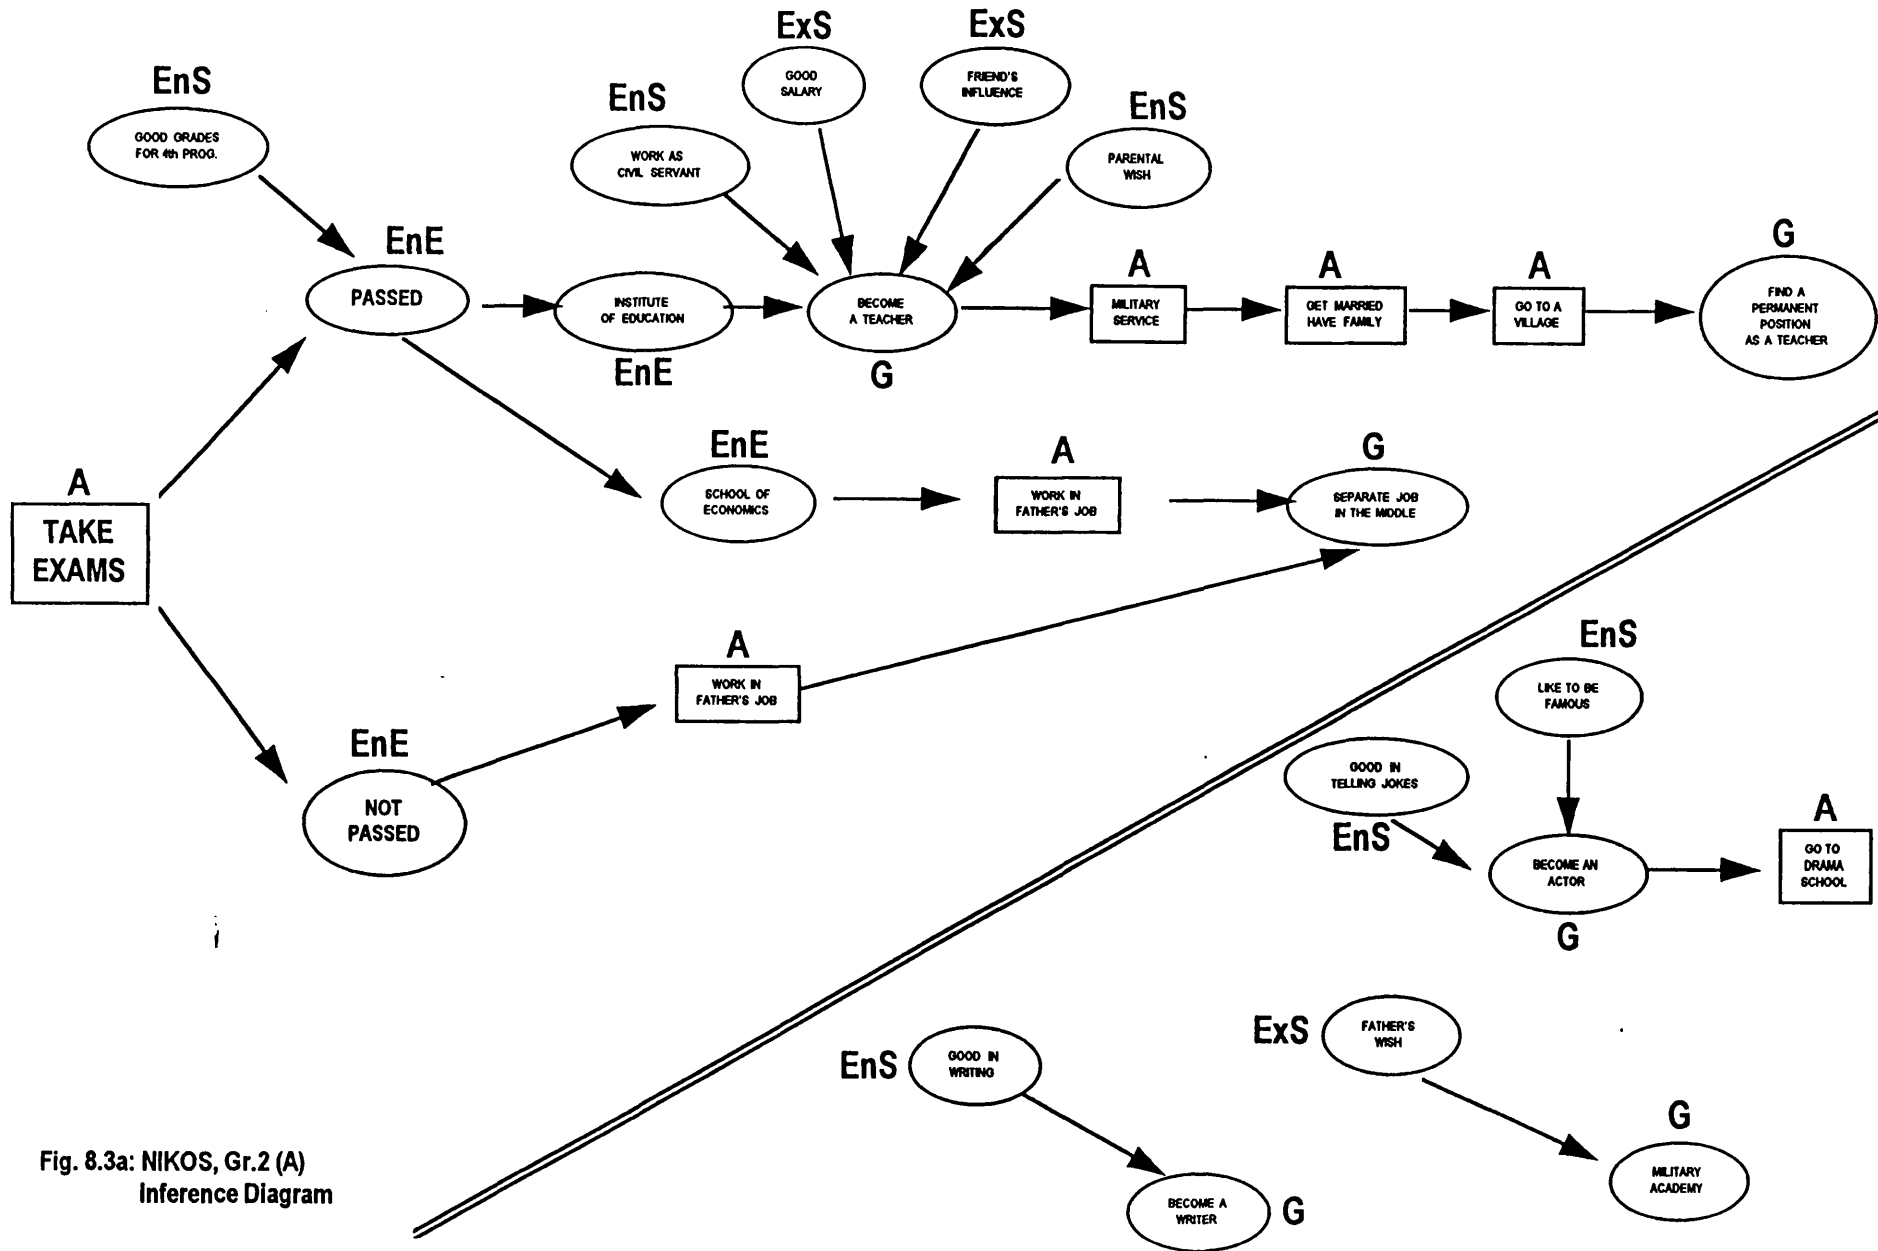 ExS
GOOD
SALARY
ExS
FRIEND'S
INFLUENCE
EnS
GOOD GRADES
FOR 4th PROG.
EnS
WORK AS
CIVIL SERVANT
EnS
PARENTAL
WISH
EnE
PASSED
INSTITUTE
OF EDUCATION
EnE
BECOME
A TEACHER
G
A
MILITARY
SERVICE
A
GET MARRIED
HAVE FAMILY
A
GO TO A
VILLAGE
G
FIND A
PERMANENT
POSITION
AS A TEACHER
A
TAKE
EXAMS
EnE
SCHOOL OF
ECONOMICS
A
WORK IN
FATHER'S JOB
G
SEPARATE JOB
IN THE MIDDLE
A
WORK IN
FATHER'S JOB
EnE
NOT
PASSED
EnS
LIKE TO BE
FAMOUS
GOOD IN
TELLING JOKES
EnS
BECOME AN
ACTOR
G
A
GO TO
DRAMA
SCHOOL
EnS
GOOD IN
WRITING
BECOME A
WRITER
G
ExS
FATHER'S
WISH
G
MILITARY
ACADEMY
Fig. 8.3a: NIKOS, Gr.2 (A)
Inference Diagram